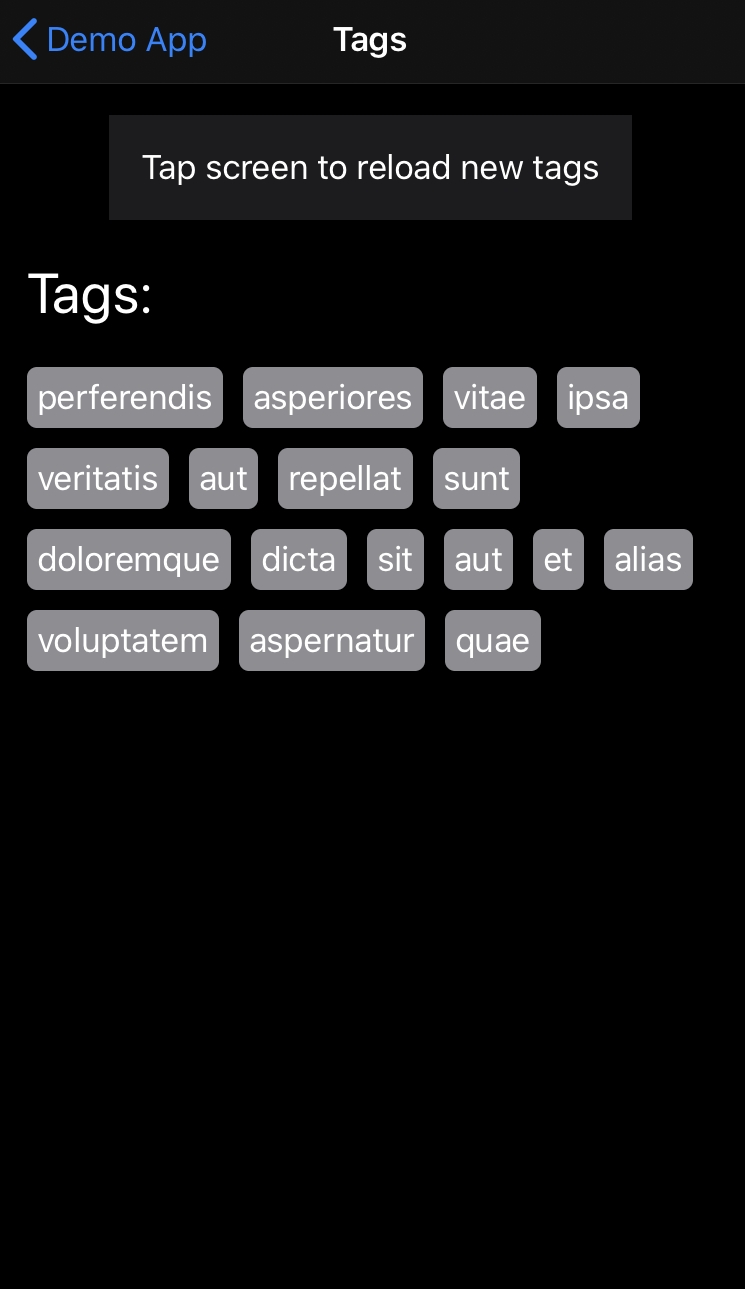 Demo App Tags
Tap screen to reload new tags
Tags:
perferendis asperiores vitae ipsa
veritatis aut repellat sunt
doloremque dicta sit aut et alias
voluptatem aspernatur quae